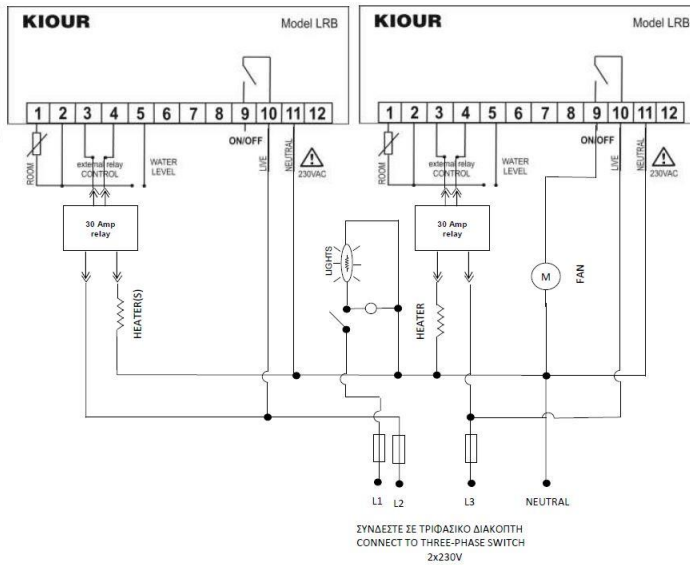 KIOUR Model LRB
1 2 3 4 5 6 7 8 9 10 11 12
ROOM
external relay
CONTROL
WATER
LEVEL
ON/OFF
LIVE
NEUTRAL
230VAC
30 Amp
relay
HEATER(S)
KIOUR Model LRB
1 2 3 4 5 6 7 8 9 10 11 12
ROOM
external relay
CONTROL
WATER
LEVEL
ON/OFF
LIVE
NEUTRAL
230VAC
30 Amp
relay
LIGHTS
HEATER
M
FAN
L1
L2
L3
NEUTRAL
ΣΥΝΔΕΣΤΕ ΣΕ ΤΡΙΦΑΣΙΚΟ ΔΙΑΚΟΠΤΗ
CONNECT TO THREE-PHASE SWITCH
2x230V